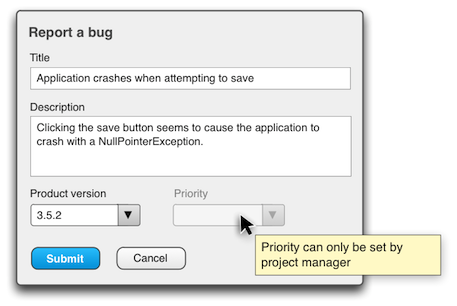 Report a bug
Title
Application crashes when attempting to save
Description
Clicking the save button seems to cause the application to
crash with a NullPointerException.
Product version
Priority
3.5.2
Priority can only be set by
project manager
Submit
Cancel